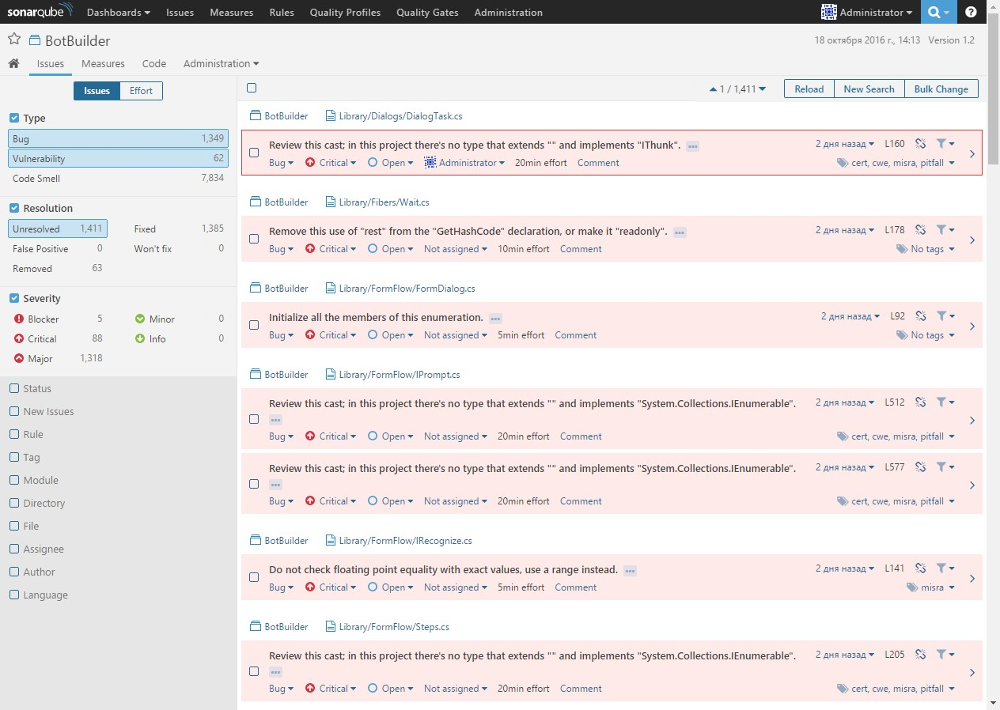 sonarqube Dashboards Issues Measures Rules Quality Profiles Quality Gates Administration Administrator
BotBuilder
18 октября 2016 г., 14:13 Version 1.2
Issues Measures Code Administration
Issues Effort
Type
Bug 1,349
Vulnerability 62
Code Smell 7,834
Resolution
Unresolved 1,411 Fixed 1,385
False Positive 0 Won't fix 0
Removed 63
Severity
Blocker 5 Minor 0
Critical 88 Info 0
Major 1,318
Status
New Issues
Rule
Tag
Module
Directory
File
Assignee
Author
Language
1 / 1,411 Reload New Search Bulk Change
BotBuilder Library/Dialogs/DialogTask.cs
Review this cast; in this project there's no type that extends "" and implements "IThunk". 2 дня назад L160
Bug Critical Open Administrator 20min effort Comment cert, cwe, misra, pitfall
BotBuilder Library/Fibers/Wait.cs
Remove this use of "rest" from the "GetHashCode" declaration, or make it "readonly". 2 дня назад L178
Bug Critical Open Not assigned 10min effort Comment No tags
BotBuilder Library/FormFlow/FormDialog.cs
Initialize all the members of this enumeration. 2 дня назад L92
Bug Critical Open Not assigned 5min effort Comment No tags
BotBuilder Library/FormFlow/IPrompt.cs
Review this cast; in this project there's no type that extends "" and implements "System.Collections.IEnumerable". 2 дня назад L512
Bug Critical Open Not assigned 20min effort Comment cert, cwe, misra, pitfall
Review this cast; in this project there's no type that extends "" and implements "System.Collections.IEnumerable". 2 дня назад L577
Bug Critical Open Not assigned 20min effort Comment cert, cwe, misra, pitfall
BotBuilder Library/FormFlow/IRecognize.cs
Do not check floating point equality with exact values, use a range instead. 2 дня назад L141
Bug Critical Open Not assigned 5min effort Comment misra
BotBuilder Library/FormFlow/Steps.cs
Review this cast; in this project there's no type that extends "" and implements "System.Collections.IEnumerable". 2 дня назад L205
Bug Critical Open Not assigned 20min effort Comment cert, cwe, misra, pitfall